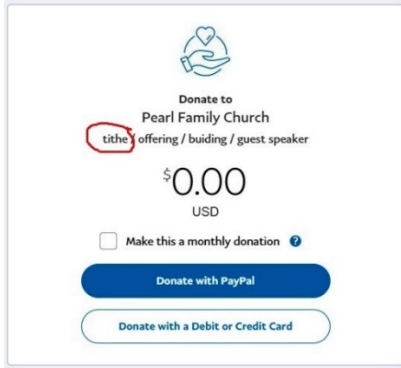 Donate to
Pearl Family Church
tithe / offering / buiding / guest speaker
$0.00
USD
Make this a monthly donation ?
Donate with PayPal
Donate with a Debit or Credit Card